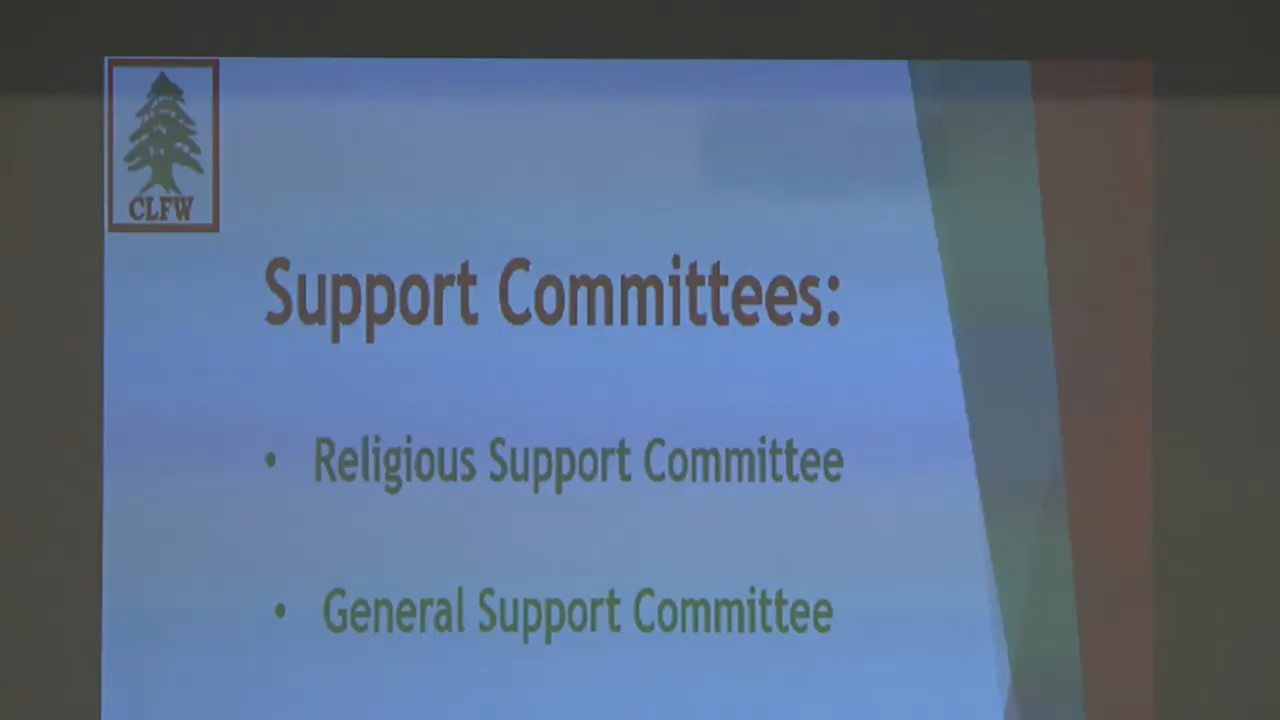 CLFW
Support Committees:
• Religious Support Committee
• General Support Committee